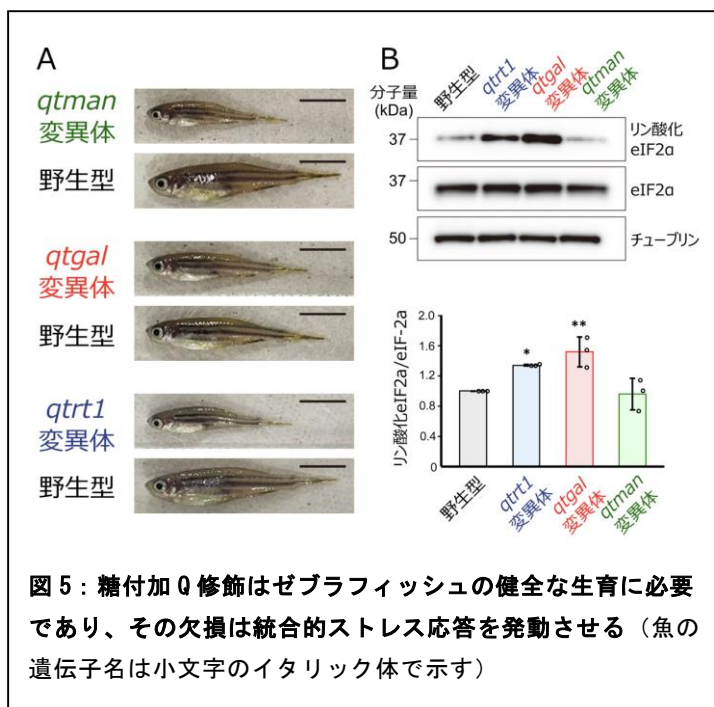 A
qtman
変異体
野生型
qtgal
変異体
野生型
qtrt1
変異体
野生型
B
分子量
(kDa)
野生型
qtrt1
変異体
qtgal
変異体
qtman
変異体
37
リン酸化
eIF2α
37
eIF2α
50
チューブリン
リン酸化eIF2a/eIF-2a
2.0
1.6
1.2
0.8
0.4
0
*
**
野生型
qtrt1
変異体
qtgal
変異体
qtman
変異体
図 5：糖付加 Q 修飾はゼブラフィッシュの健全な生育に必要
であり、その欠損は統合的ストレス応答を発動させる（魚の
遺伝子名は小文字のイタリック体で示す）